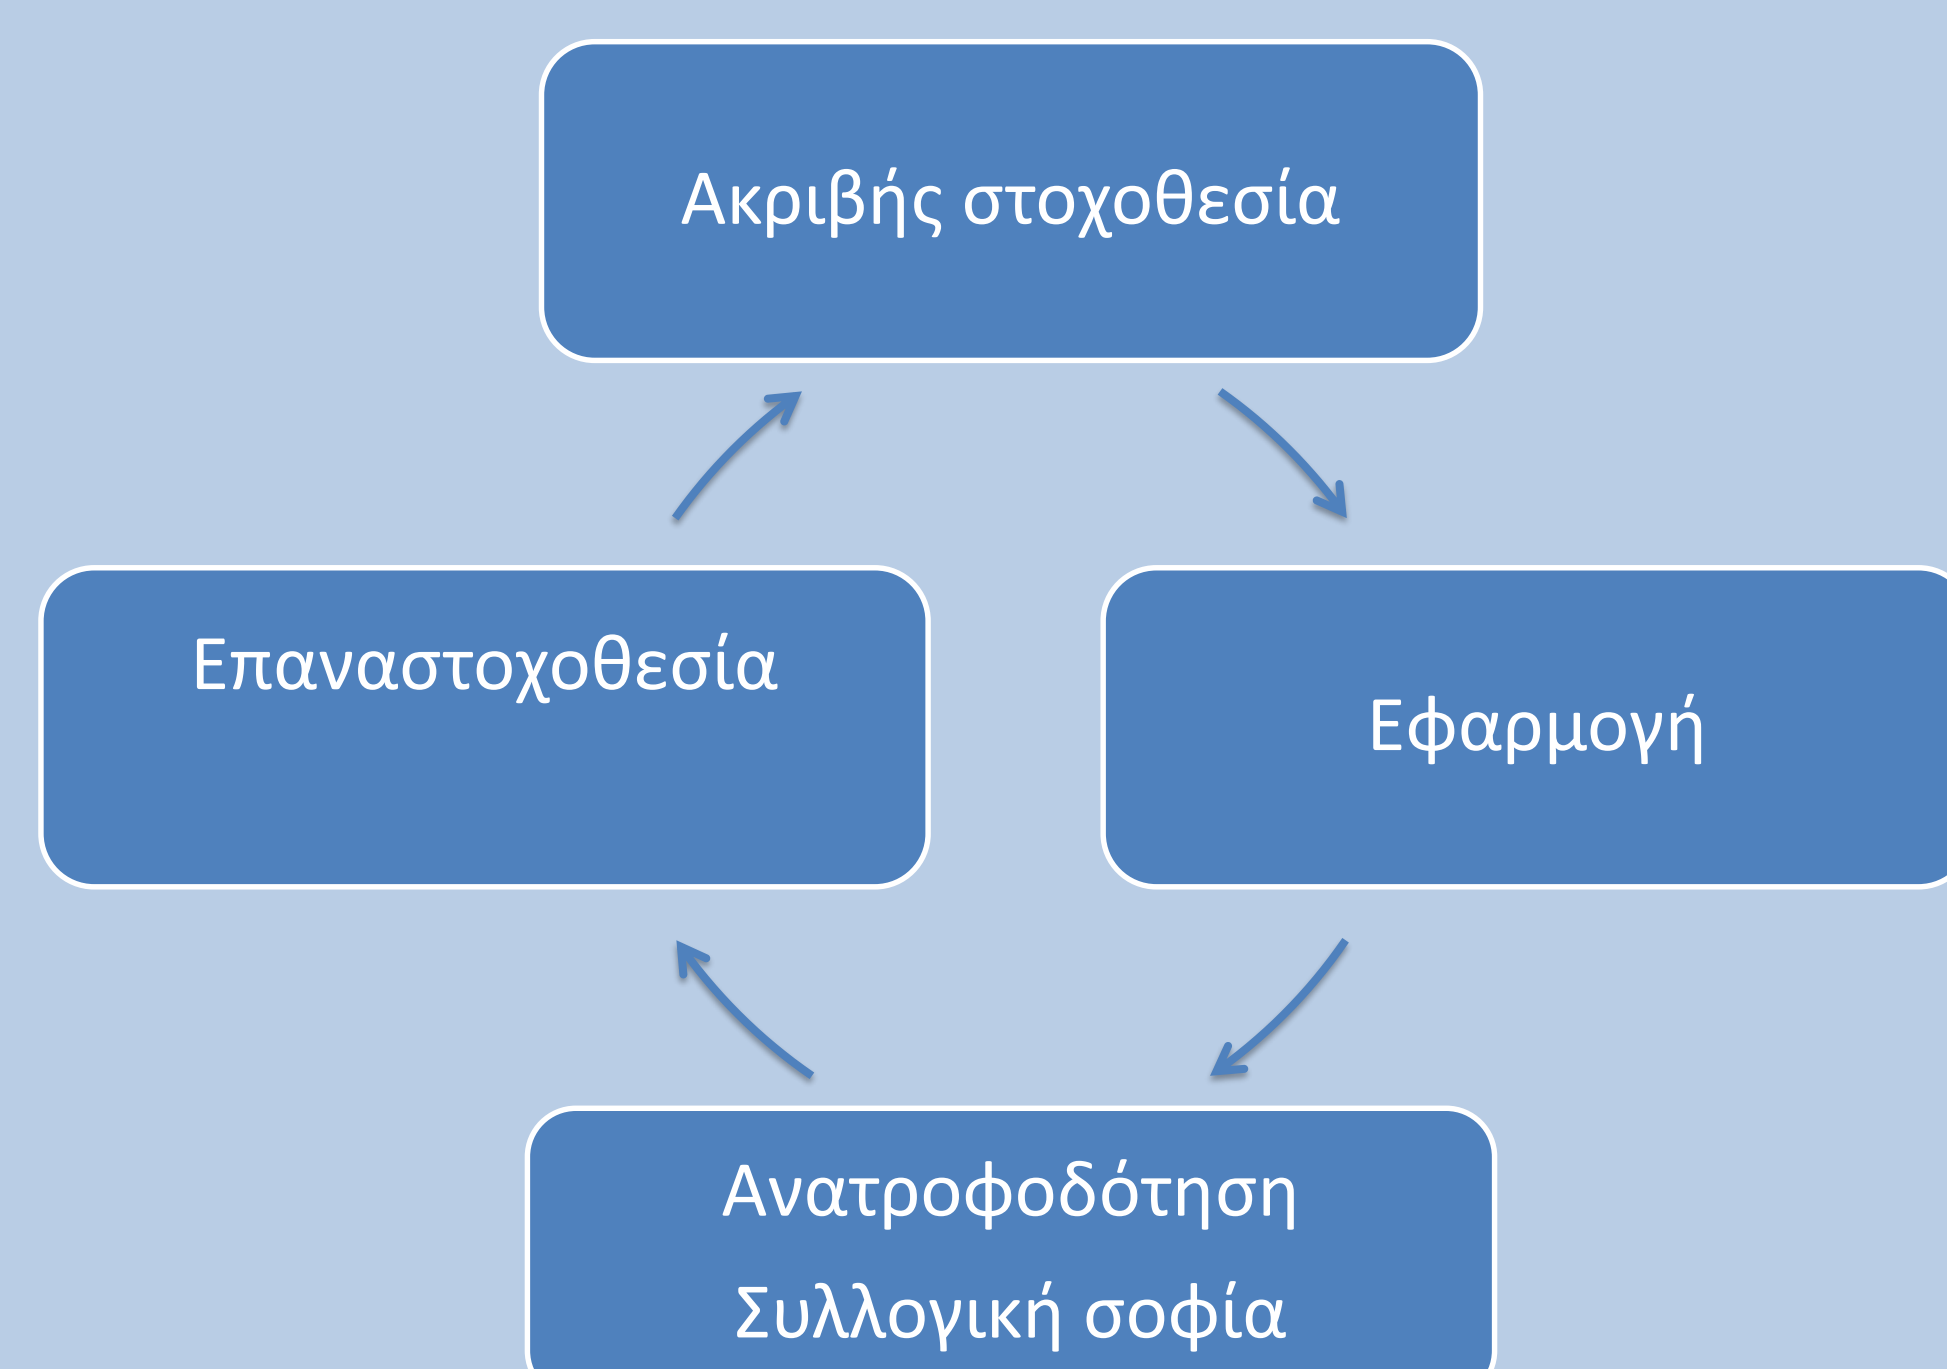 Ακριβής στοχοθεσία
Επαναστοχοθεσία
Εφαρμογή
Ανατροφοδότηση
Συλλογική σοφία